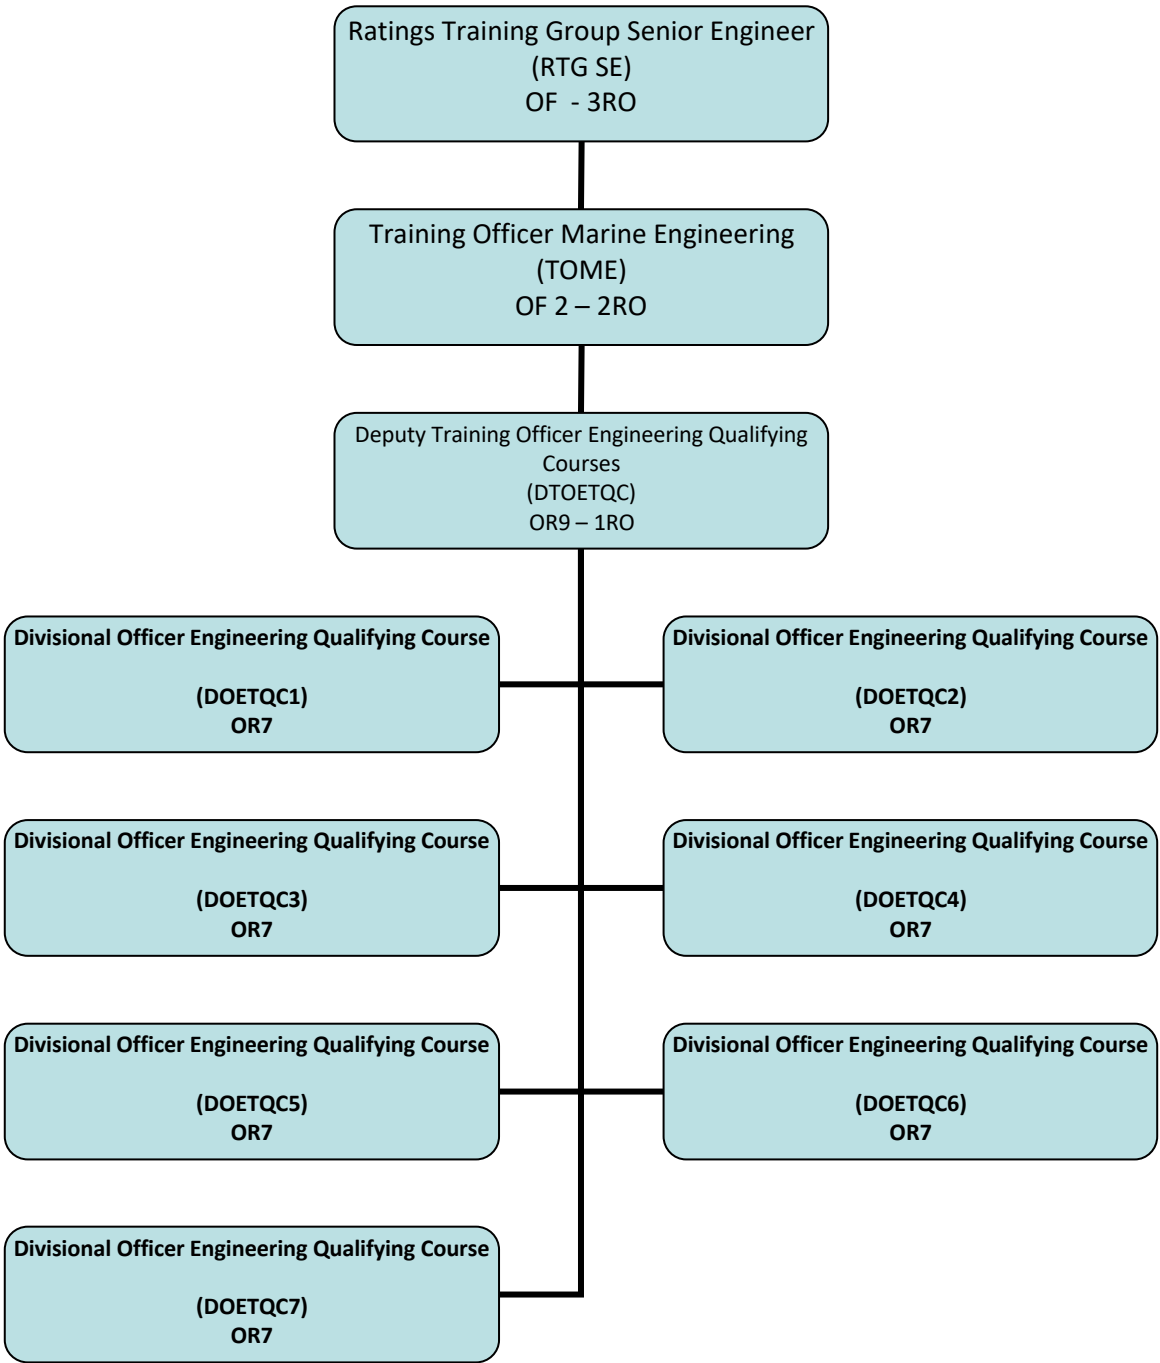 Ratings Training Group Senior Engineer
(RTG SE)
OF  - 3RO
Training Officer Marine Engineering
(TOME)
OF 2 – 2RO
Deputy Training Officer Engineering Qualifying
Courses
(DTOETQC)
OR9 – 1RO
Divisional Officer Engineering Qualifying Course
(DOETQC1)
OR7
Divisional Officer Engineering Qualifying Course
(DOETQC2)
OR7
Divisional Officer Engineering Qualifying Course
(DOETQC3)
OR7
Divisional Officer Engineering Qualifying Course
(DOETQC4)
OR7
Divisional Officer Engineering Qualifying Course
(DOETQC5)
OR7
Divisional Officer Engineering Qualifying Course
(DOETQC6)
OR7
Divisional Officer Engineering Qualifying Course
(DOETQC7)
OR7